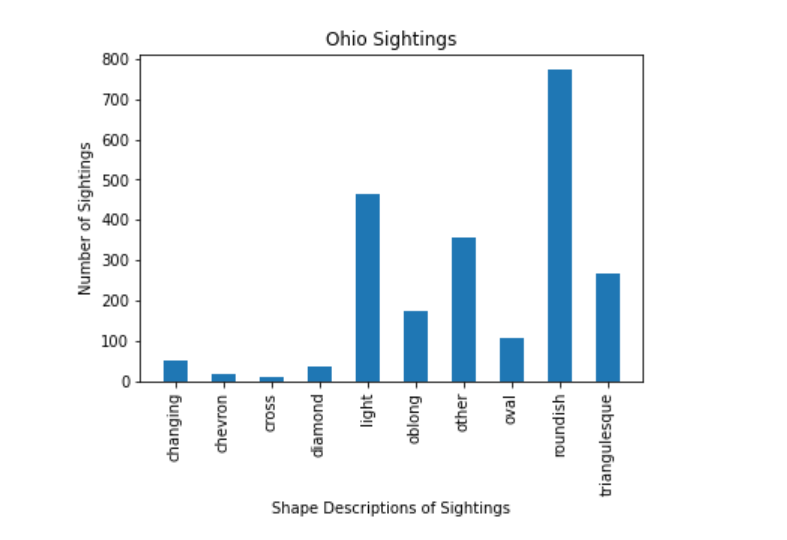 Ohio Sightings
800
700
600
500
400
300
200
100
0
Number of Sightings
changing
chevron
cross
diamond
light
oblong
other
oval
roundish
triangulesque
Shape Descriptions of Sightings